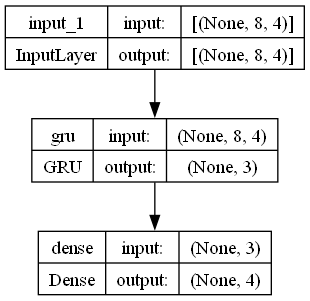 input_1 input: [(None, 8, 4)]
InputLayer output: [(None, 8, 4)]
gru input: (None, 8, 4)
GRU output: (None, 3)
dense input: (None, 3)
Dense output: (None, 4)